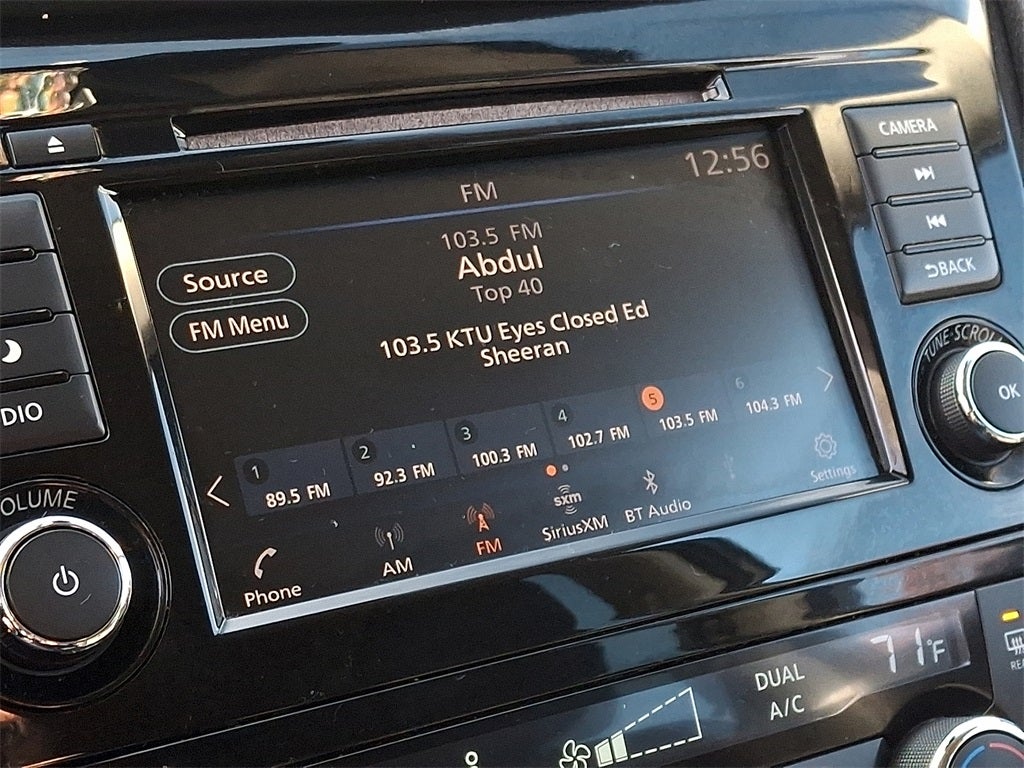 CAMERA
12:56
FM
103.5 FM
Abdul
Top 40
Source
FM Menu
103.5 KTU Eyes Closed Ed
Sheeran
BACK
TUNE·SCROLL
OK
DIO
1
89.5 FM
2
92.3 FM
3
100.3 FM
4
102.7 FM
5
103.5 FM
6
104.3 FM
OLUME
Phone
AM
FM
sxm
SiriusXM
BT Audio
Settings
DUAL
A/C
71°F
REA